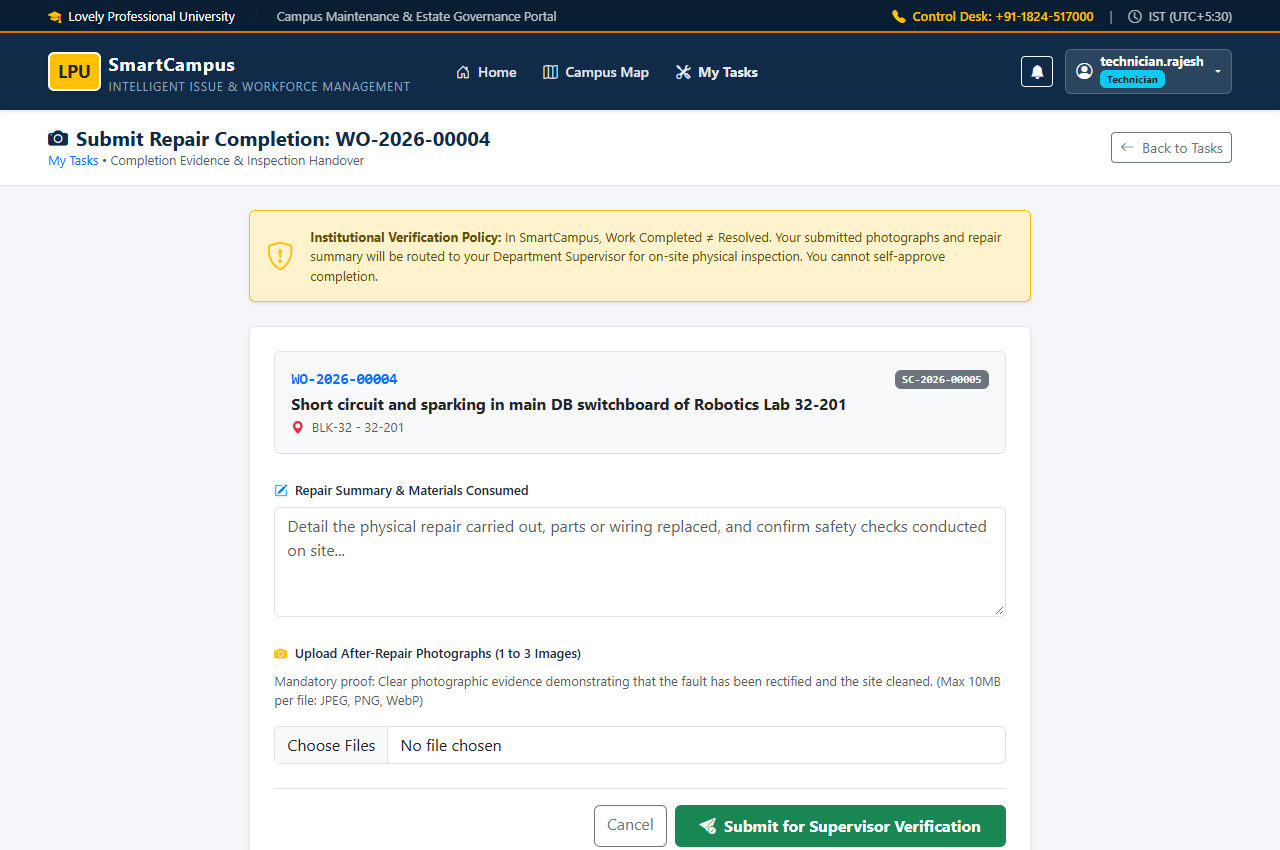 Lovely Professional University
Campus Maintenance & Estate Governance Portal
Control Desk: +91-1824-517000
|
IST (UTC+5:30)
LPU
SmartCampus
INTELLIGENT ISSUE & WORKFORCE MANAGEMENT
Home
Campus Map
My Tasks
technician.rajesh
Technician
Submit Repair Completion: WO-2026-00004
My Tasks • Completion Evidence & Inspection Handover
Back to Tasks
Institutional Verification Policy: In SmartCampus, Work Completed ≠ Resolved. Your submitted photographs and repair
summary will be routed to your Department Supervisor for on-site physical inspection. You cannot self-approve
completion.
WO-2026-00004
SC-2026-00005
Short circuit and sparking in main DB switchboard of Robotics Lab 32-201
BLK-32 - 32-201
Repair Summary & Materials Consumed
Detail the physical repair carried out, parts or wiring replaced, and confirm safety checks conducted
on site...
Upload After-Repair Photographs (1 to 3 Images)
Mandatory proof: Clear photographic evidence demonstrating that the fault has been rectified and the site cleaned. (Max 10MB
per file: JPEG, PNG, WebP)
Choose Files
No file chosen
Cancel
Submit for Supervisor Verification